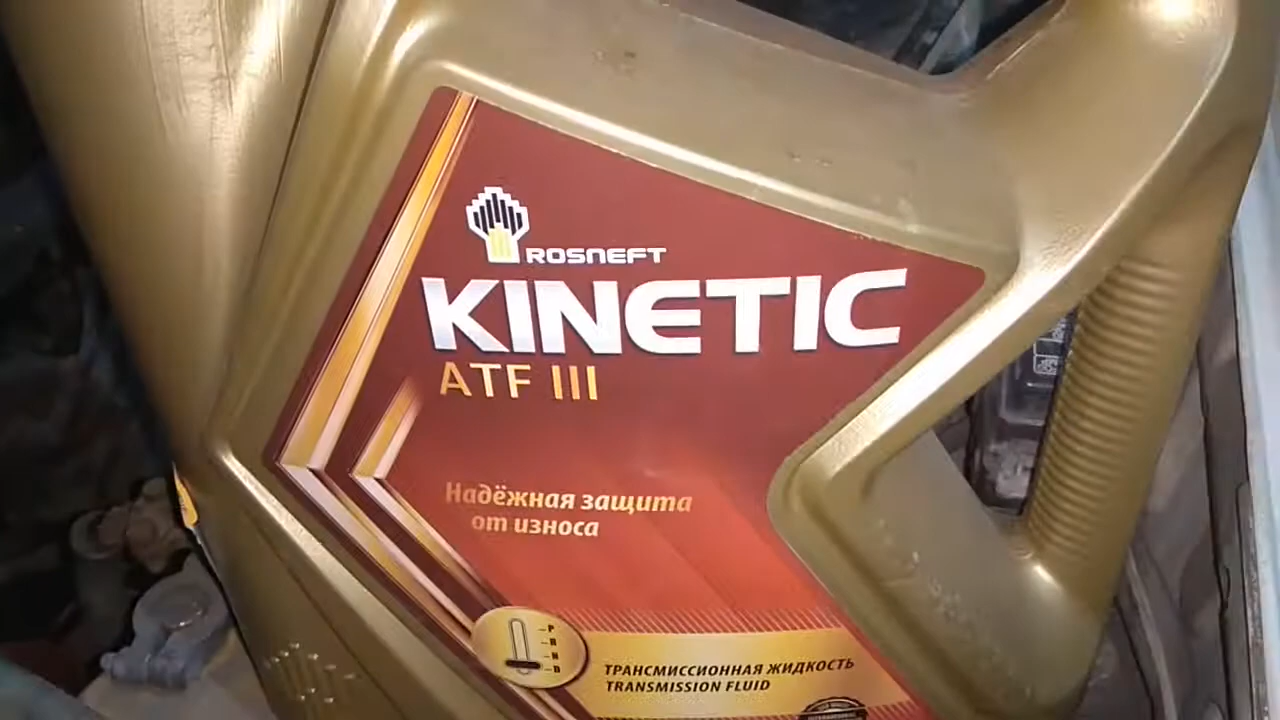 ROSNEFT
KINETIC
ATF III
Надёжная защита
от износа
P
R
N
D
ТРАНСМИССИОННАЯ ЖИДКОСТЬ
TRANSMISSION FLUID